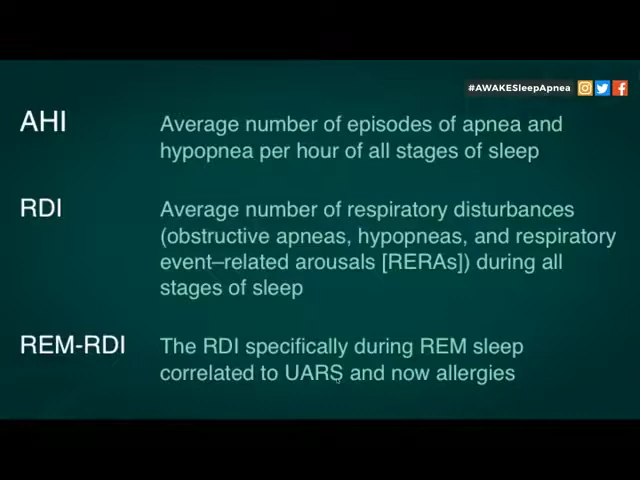 #AWAKESleepApnea
AHI
Average number of episodes of apnea and
hypopnea per hour of all stages of sleep
RDI
Average number of respiratory disturbances
(obstructive apneas, hypopneas, and respiratory
event–related arousals [RERAs]) during all
stages of sleep
REM-RDI
The RDI specifically during REM sleep
correlated to UARS and now allergies